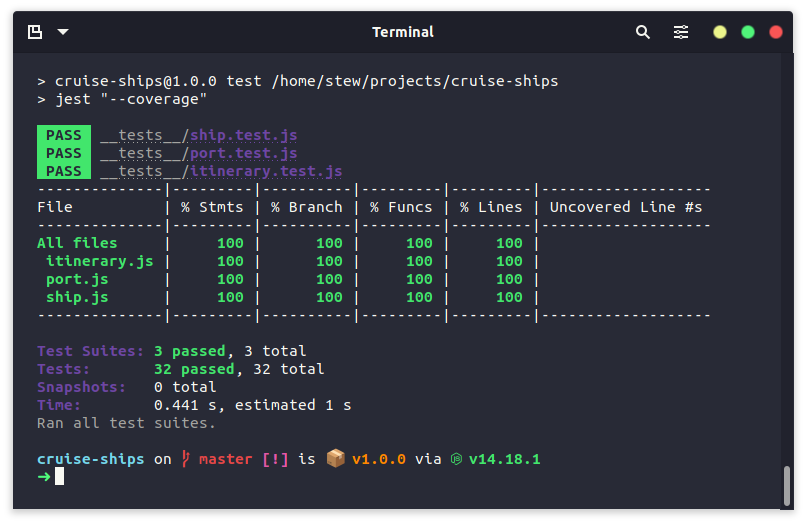 Terminal
> cruise-ships@1.0.0 test /home/stew/projects/cruise-ships
> jest "--coverage"
PASS __tests__/ship.test.js
PASS __tests__/port.test.js
PASS __tests__/itinerary.test.js
--------------|---------|----------|---------|---------|-------------------
File          | % Stmts | % Branch | % Funcs | % Lines | Uncovered Line #s
--------------|---------|----------|---------|---------|-------------------
All files     |     100 |      100 |     100 |     100 |
 itinerary.js |     100 |      100 |     100 |     100 |
 port.js      |     100 |      100 |     100 |     100 |
 ship.js      |     100 |      100 |     100 |     100 |
--------------|---------|----------|---------|---------|-------------------
Test Suites: 3 passed, 3 total
Tests:       32 passed, 32 total
Snapshots:   0 total
Time:        0.441 s, estimated 1 s
Ran all test suites.
cruise-ships on master [!] is 📦 v1.0.0 via v14.18.1
➜